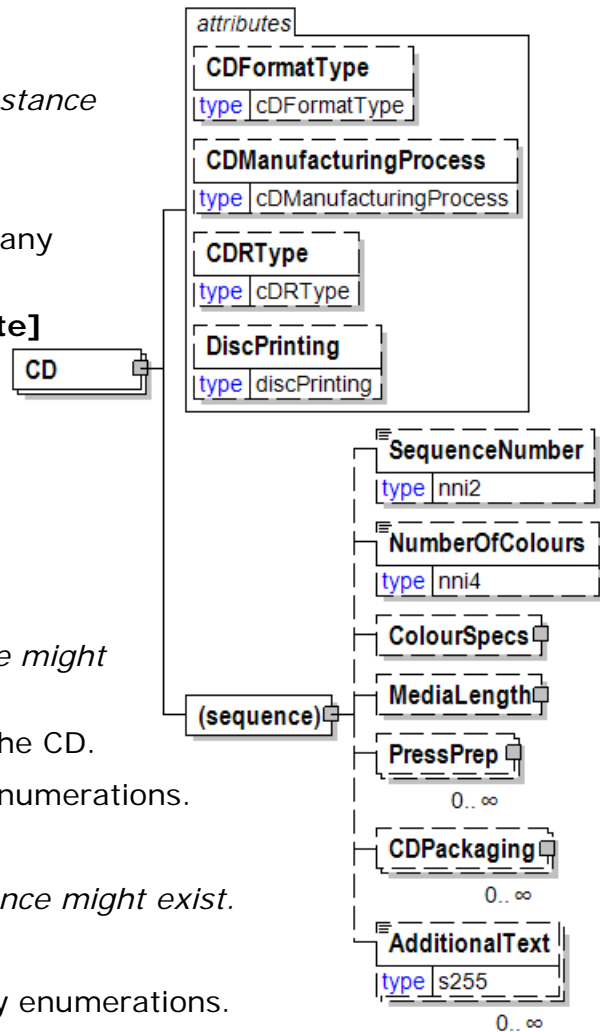 attributes
CDFormatType
type cDFormatType
stance
CDManufacturingProcess
type cDManufacturingProcess
any
CDRType
type cDRType
te]
DiscPrinting
type discPrinting
CD
SequenceNumber
type nni2
NumberOfColours
type nni4
ColourSpecs
e might
MediaLength
(sequence)
he CD.
PressPrep
numerations.
0.. ∞
CDPackaging
nce might exist.
0.. ∞
AdditionalText
type s255
y enumerations.
0.. ∞